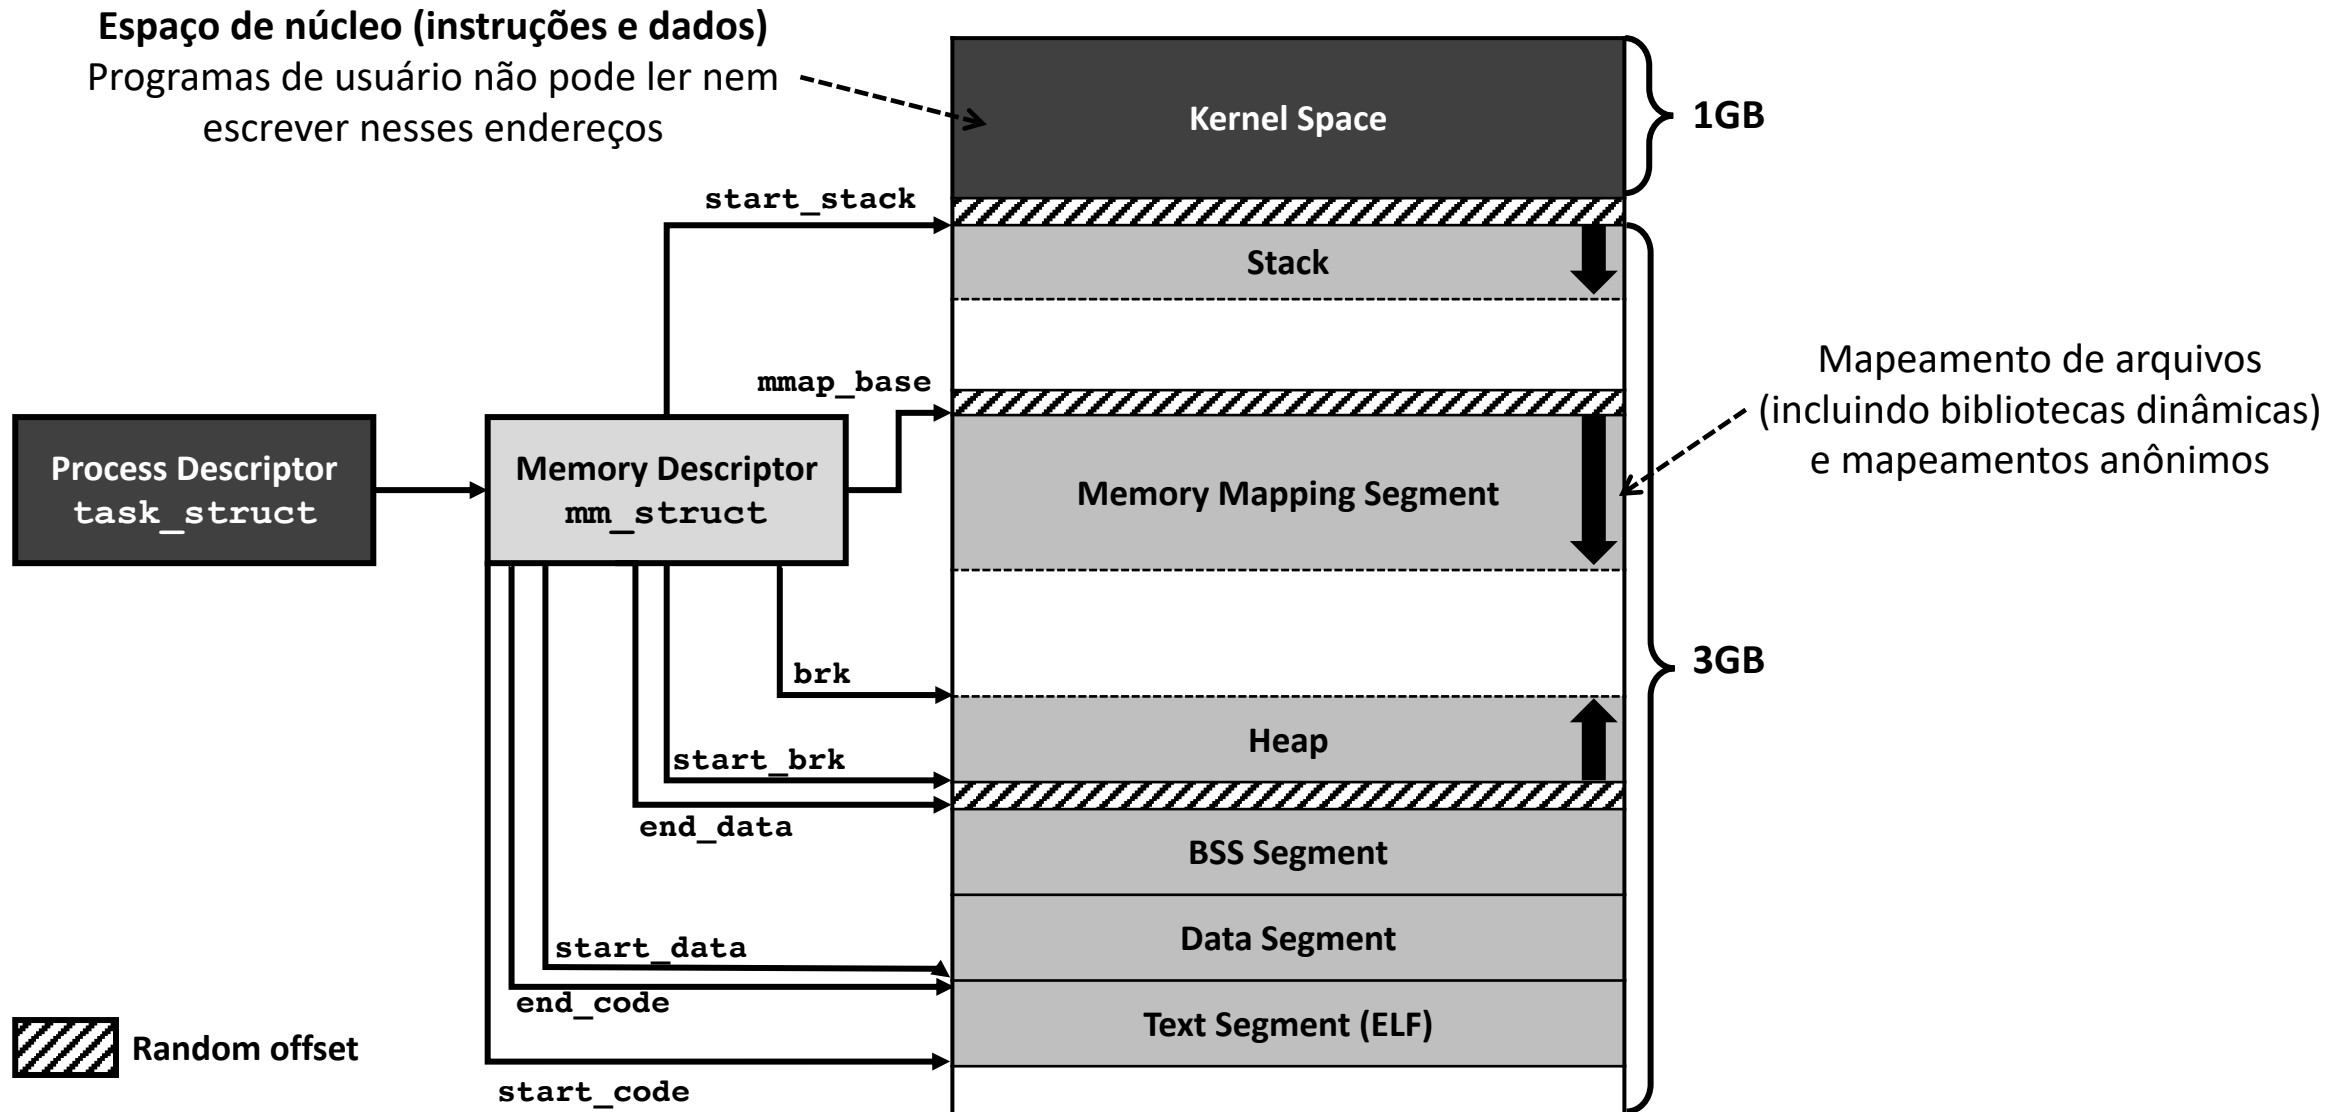 Espaço de núcleo (instruções e dados)
Programas de usuário não pode ler nem
escrever nesses endereços
Kernel Space
1GB
start_stack
Stack
mmap_base
Mapeamento de arquivos
(incluindo bibliotecas dinâmicas)
e mapeamentos anônimos
Process Descriptor
task_struct
Memory Descriptor
mm_struct
Memory Mapping Segment
3GB
brk
Heap
start_brk
end_data
BSS Segment
Data Segment
start_data
end_code
Text Segment (ELF)
Random offset
start_code